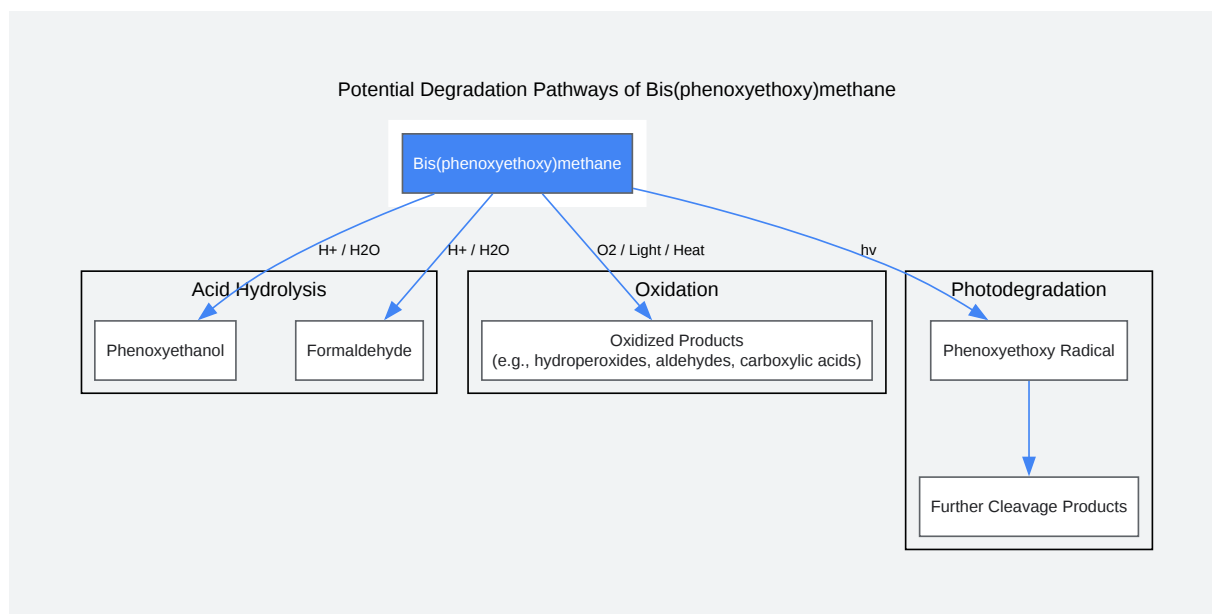 Potential Degradation Pathways of Bis(phenoxyethoxy)methane
Bis(phenoxyethoxy)methane
H+ / H2O
H+ / H2O
O2 / Light / Heat
hv
Acid Hydrolysis
Oxidation
Photodegradation
Phenoxyethanol
Formaldehyde
Oxidized Products
(e.g., hydroperoxides, aldehydes, carboxylic acids)
Phenoxyethoxy Radical
Further Cleavage Products